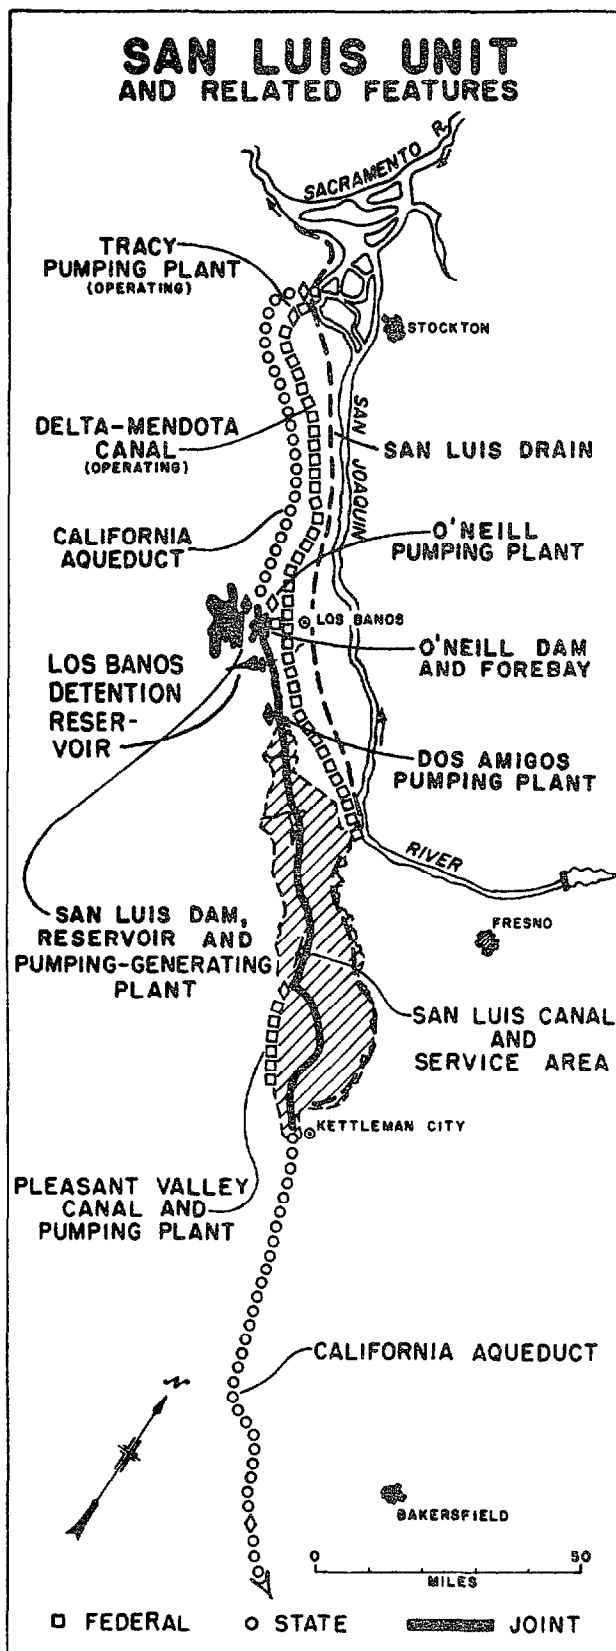 SAN LUIS UNIT
AND RELATED FEATURES
SACRAMENTO R.
TRACY
PUMPING PLANT
(OPERATING)
STOCKTON
DELTA-MENDOTA
CANAL
(OPERATING)
SAN JOAQUIN
SAN LUIS DRAIN
CALIFORNIA
AQUEDUCT
O'NEILL
PUMPING PLANT
LOS BANOS
O'NEILL DAM
AND FOREBAY
LOS BANOS
DETENTION
RESER-
VOIR
DOS AMIGOS
PUMPING PLANT
RIVER
SAN LUIS DAM,
RESERVOIR AND
PUMPING-GENERATING
PLANT
FRESNO
SAN LUIS CANAL
AND
SERVICE AREA
KETTLEMAN CITY
PLEASANT VALLEY
CANAL AND
PUMPING PLANT
CALIFORNIA AQUEDUCT
N
BAKERSFIELD
0 50
MILES
FEDERAL STATE JOINT